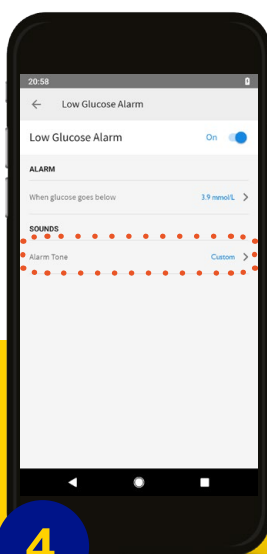 20:58
Low Glucose Alarm
Low Glucose Alarm On
ALARM
When glucose goes below 3.9 mmol/L
SOUNDS
Alarm Tone Custom
4